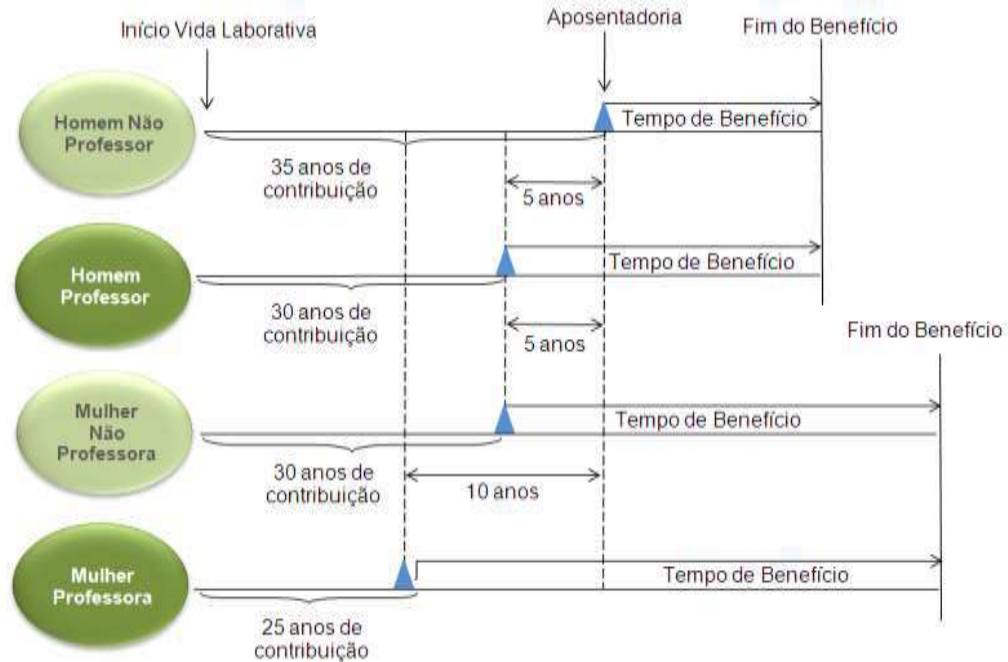 Início Vida Laborativa
Aposentadoria
Fim do Benefício
Homem Não
Professor
Tempo de Benefício
35 anos de
contribuição
5 anos
Homem
Professor
Tempo de Benefício
30 anos de
contribuição
5 anos
Fim do Benefício
Mulher
Não
Professora
Tempo de Benefício
30 anos de
contribuição
10 anos
Mulher
Professora
Tempo de Benefício
25 anos de
contribuição